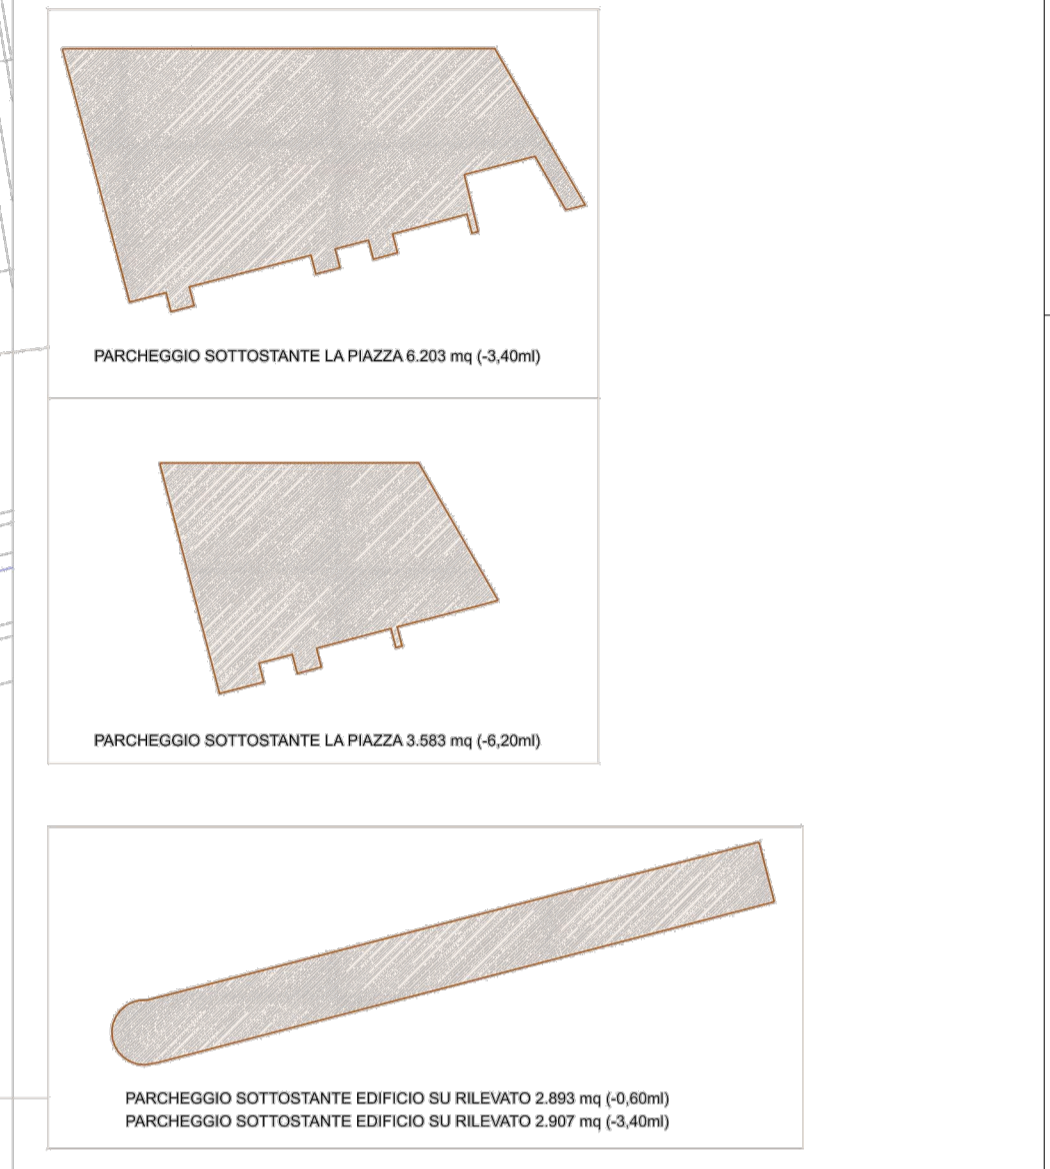 PARCHEGGIO SOTTOSTANTE LA PIAZZA 6.203 mq (-3,40ml)
PARCHEGGIO SOTTOSTANTE LA PIAZZA 3.583 mq (-6,20ml)
PARCHEGGIO SOTTOSTANTE EDIFICIO SU RILEVATO 2.893 mq (-0,60ml)
PARCHEGGIO SOTTOSTANTE EDIFICIO SU RILEVATO 2.907 mq (-3,40ml)